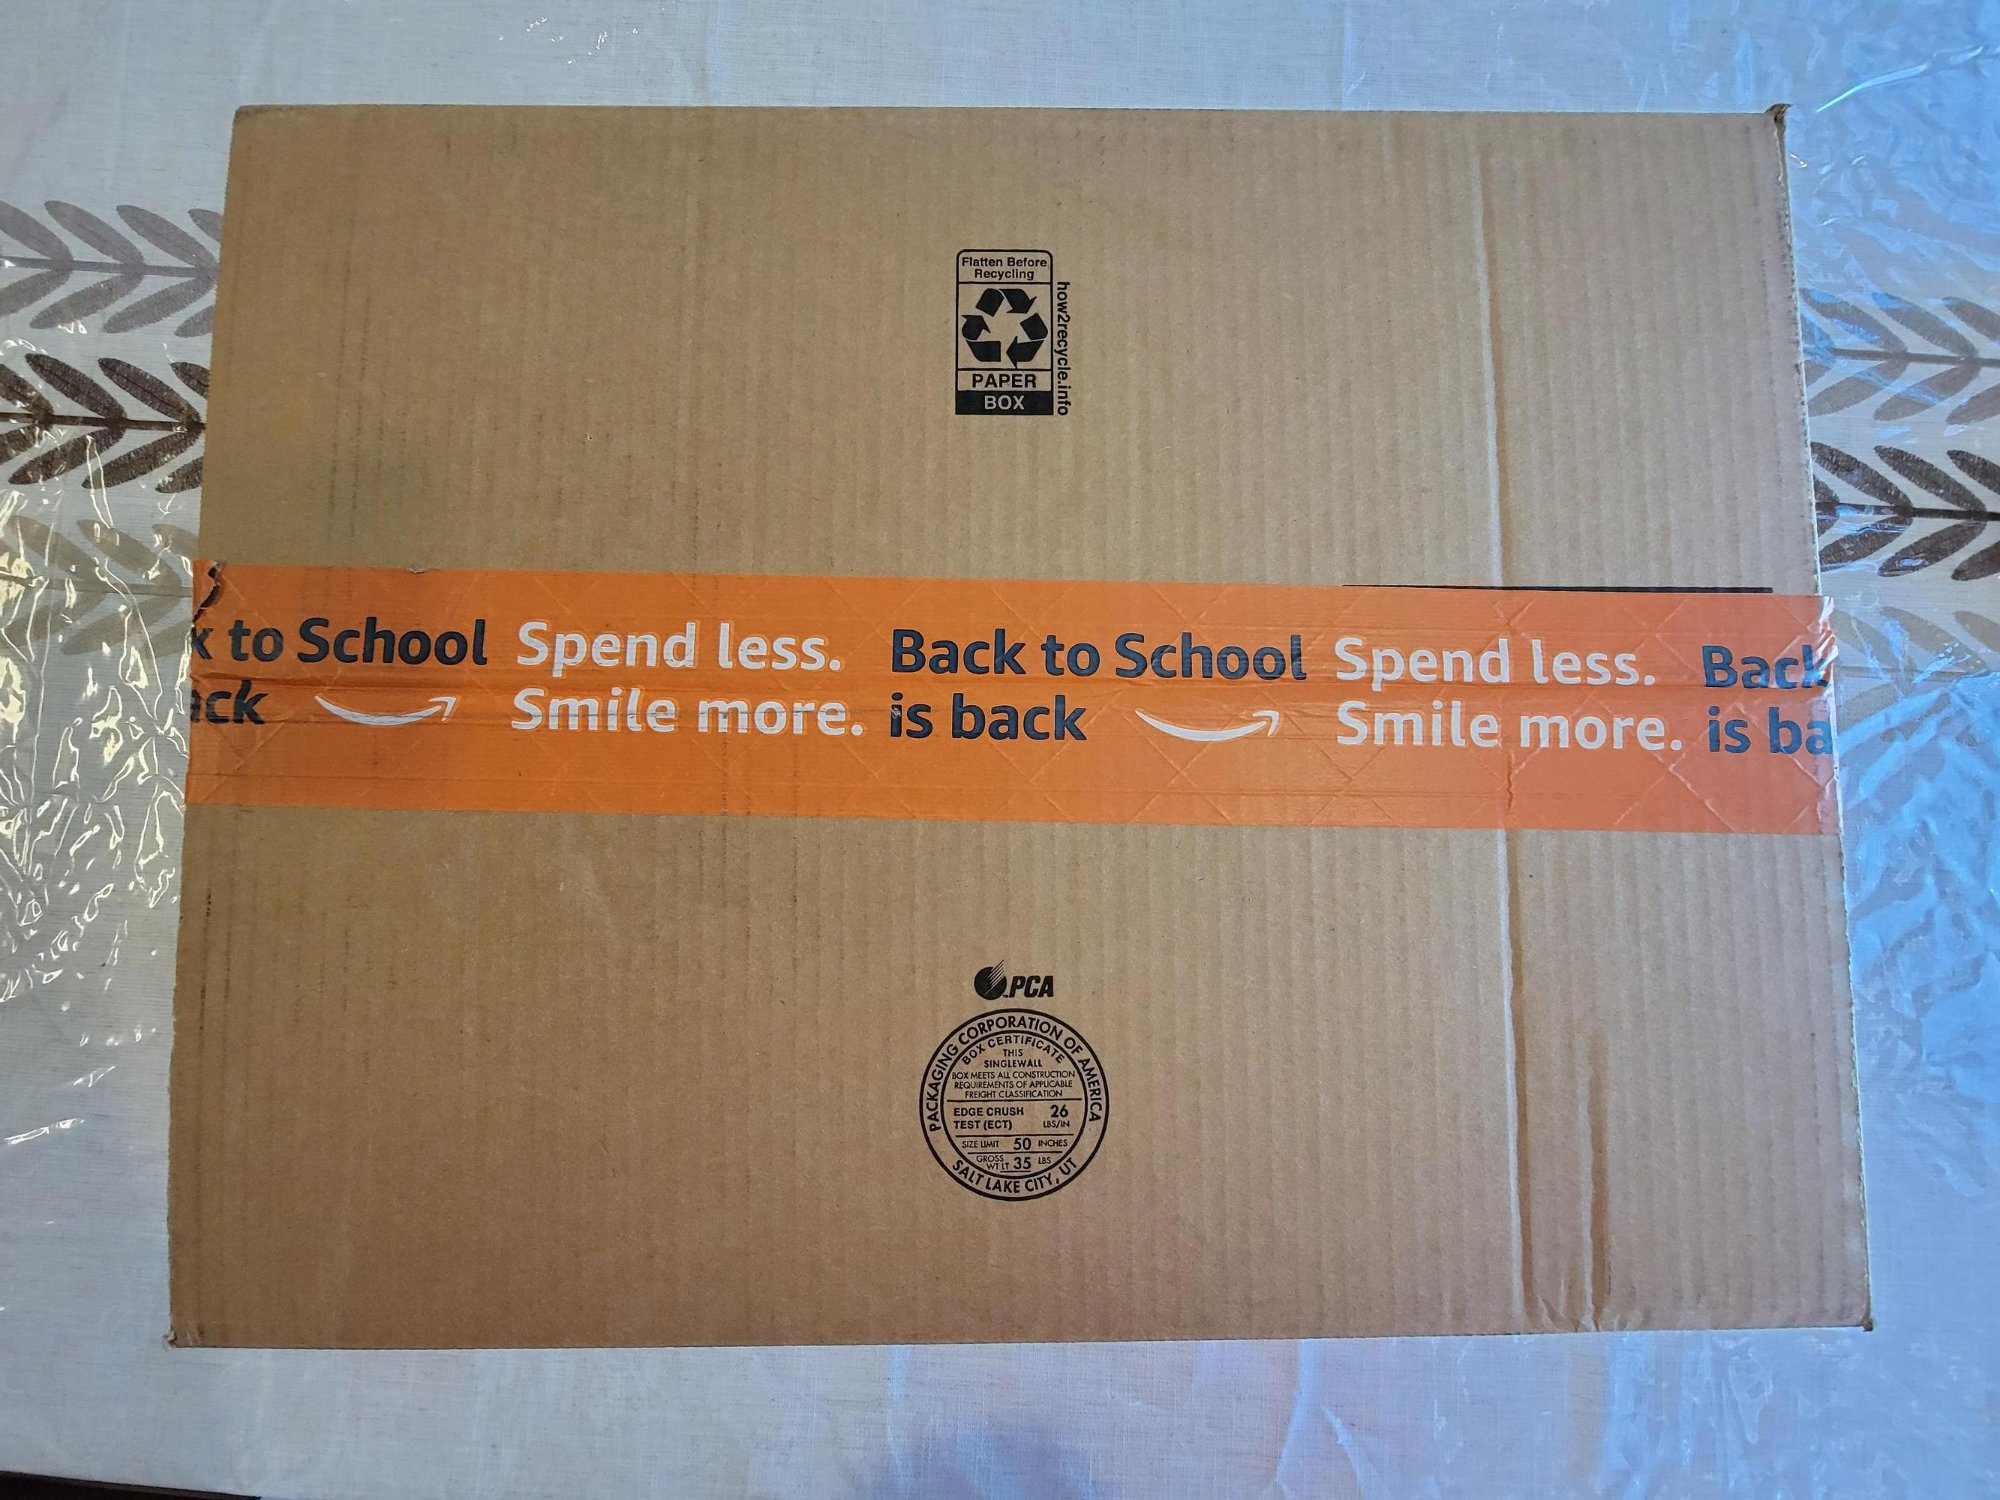 Flatten Before
Recycling
PAPER
BOX
how2recycle.info
k to School Spend less. Back to School Spend less. Back
ack Smile more. is back Smile more. is ba
PCA
PACKAGING CORPORATION OF AMERICA
BOX CERTIFICATE
THIS
SINGLEWALL
BOX MEETS ALL CONSTRUCTION
REQUIREMENTS OF APPLICABLE
FREIGHT CLASSIFICATION
EDGE CRUSH 26
TEST (ECT) LBS/IN
SIZE LIMIT 50 INCHES
GROSS
WT LT 35 LBS
SALT LAKE CITY, UT